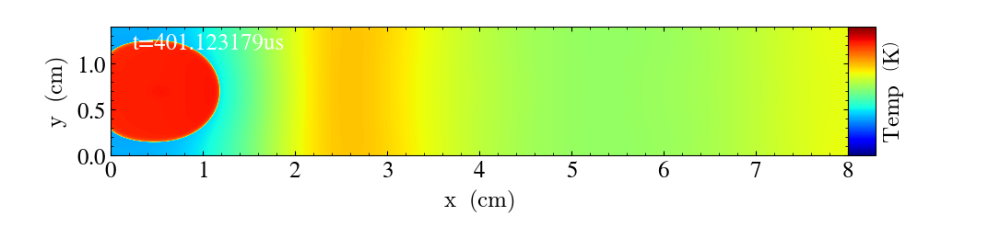 t=401.123179us
y (cm)
1.0
0.5
0.0
0 1 2 3 4 5 6 7 8
x (cm)
Temp (K)